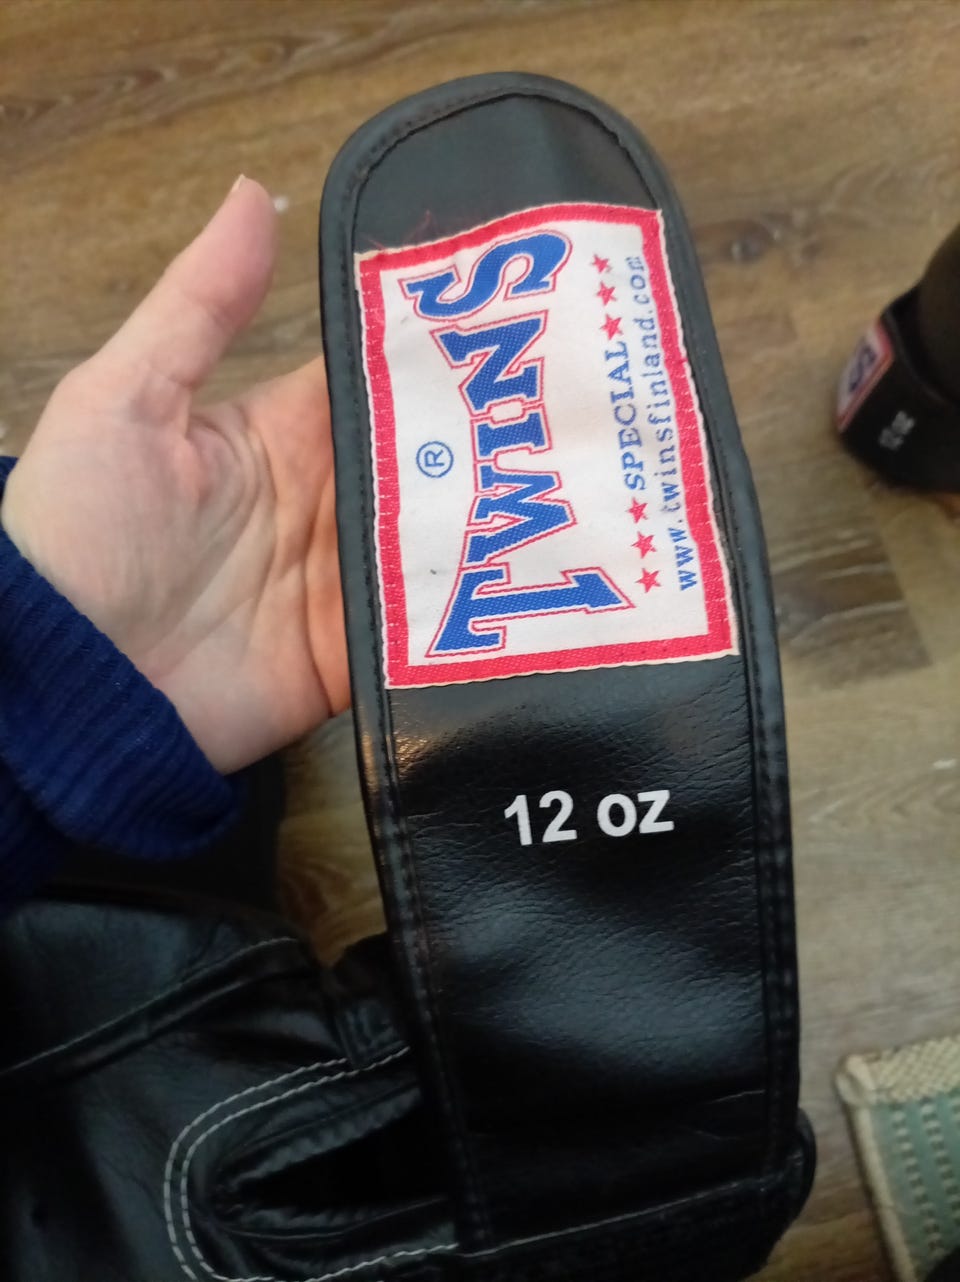 TWINS
®
★★★SPECIAL★★★
www.twinsfinland.com
12 oz